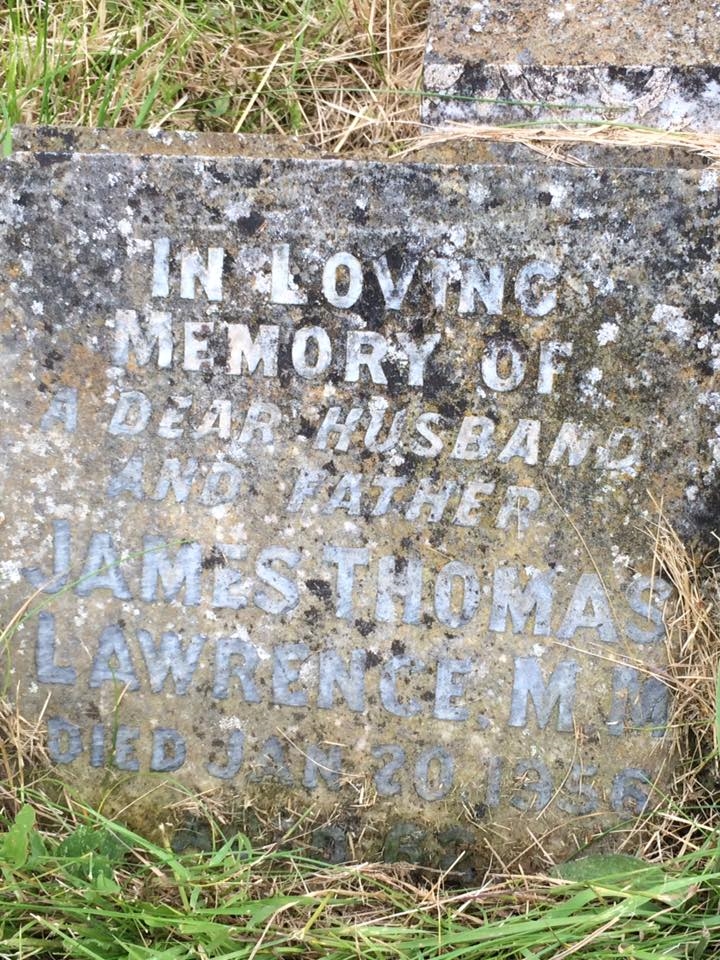 IN LOVING
MEMORY OF
A DEAR HUSBAND
AND FATHER
JAMES THOMAS
LAWRENCE. M.M
DIED JAN 20. 1956